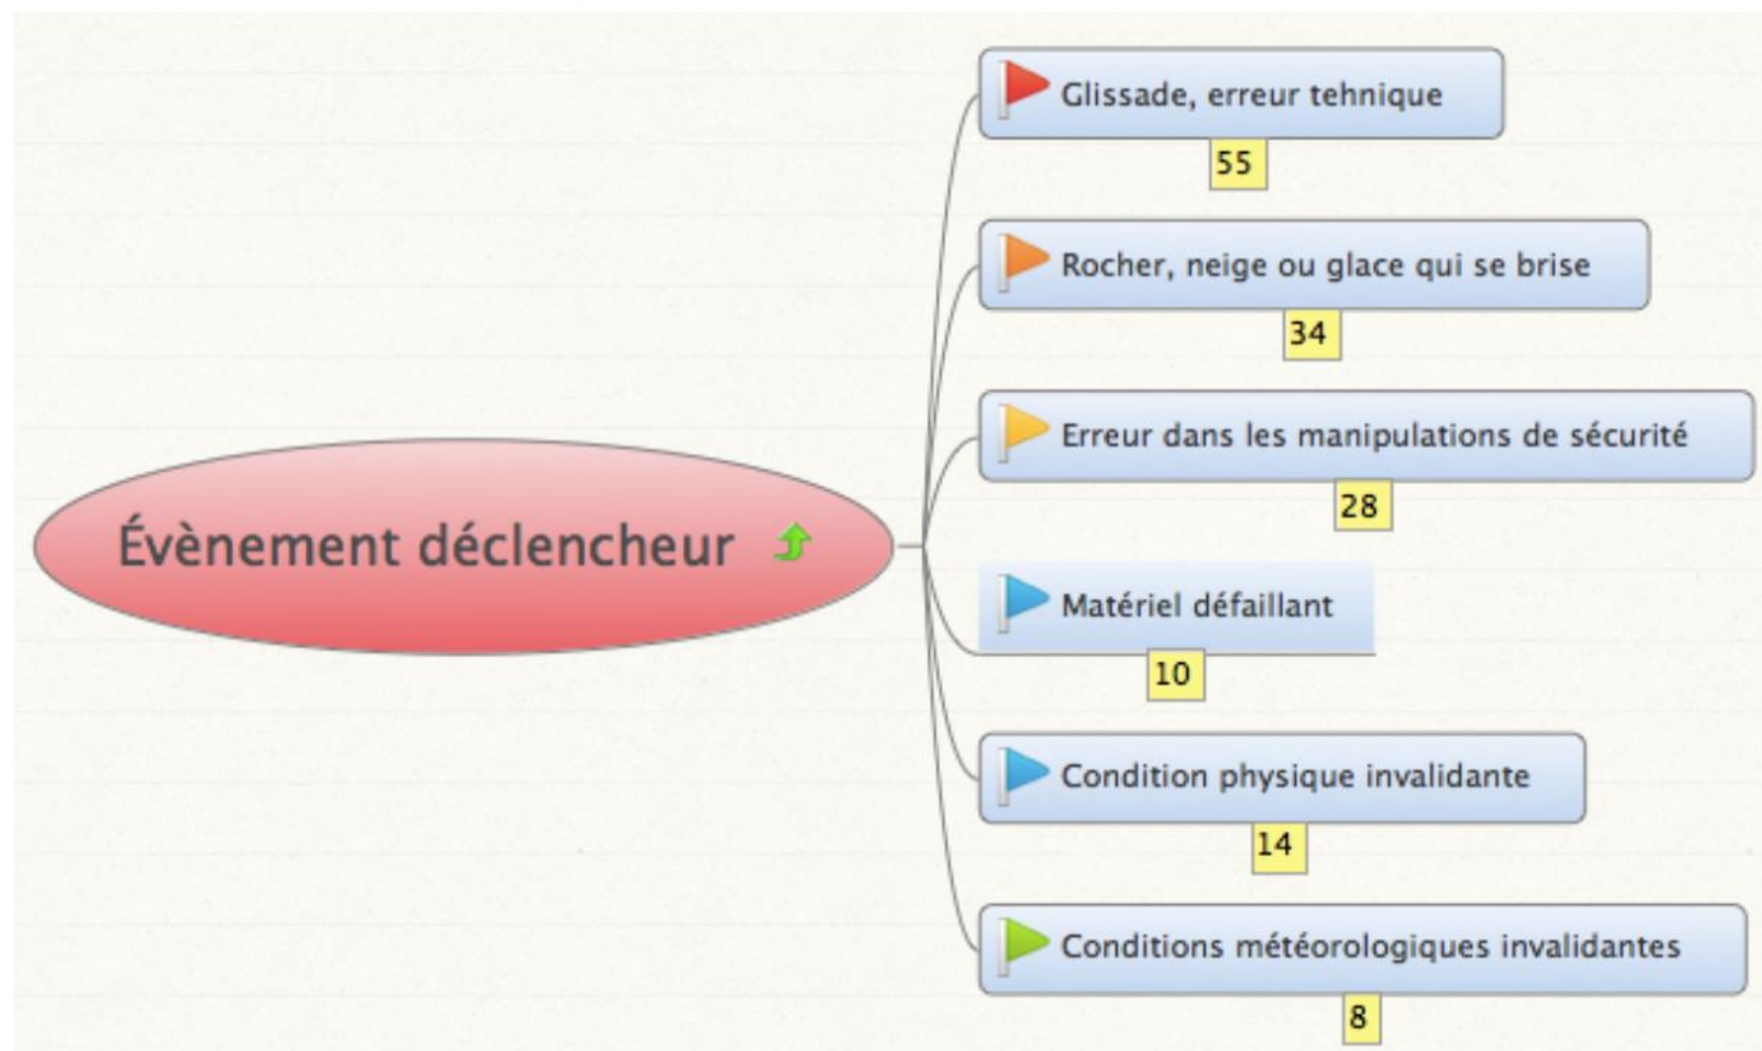 Glissade, erreur tehnique
55
Rocher, neige ou glace qui se brise
34
Erreur dans les manipulations de sécurité
28
Évènement déclencheur
Matériel défaillant
10
Condition physique invalidante
14
Conditions météorologiques invalidantes
8